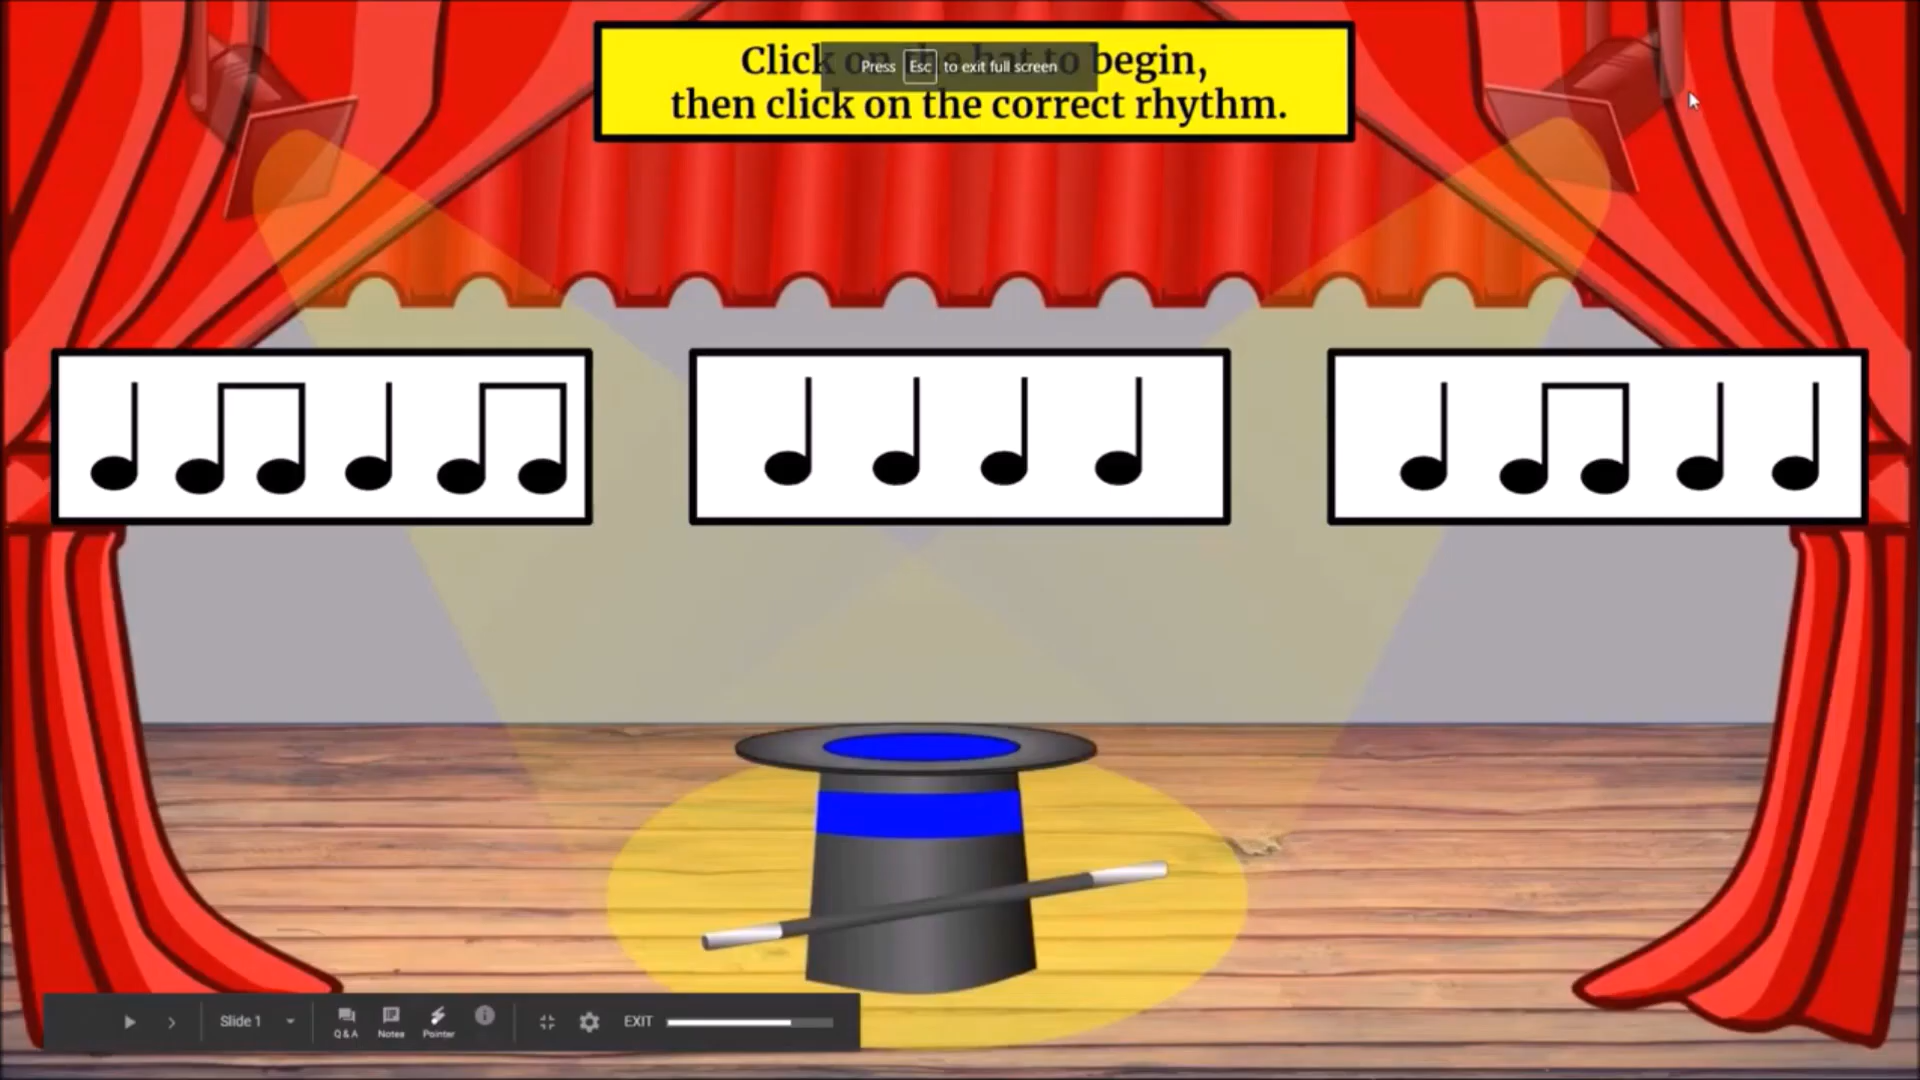 Click on the hat to begin,
Press Esc to exit full screen
then click on the correct rhythm.
Slide 1
Q & A
Notes
Pointer
EXIT